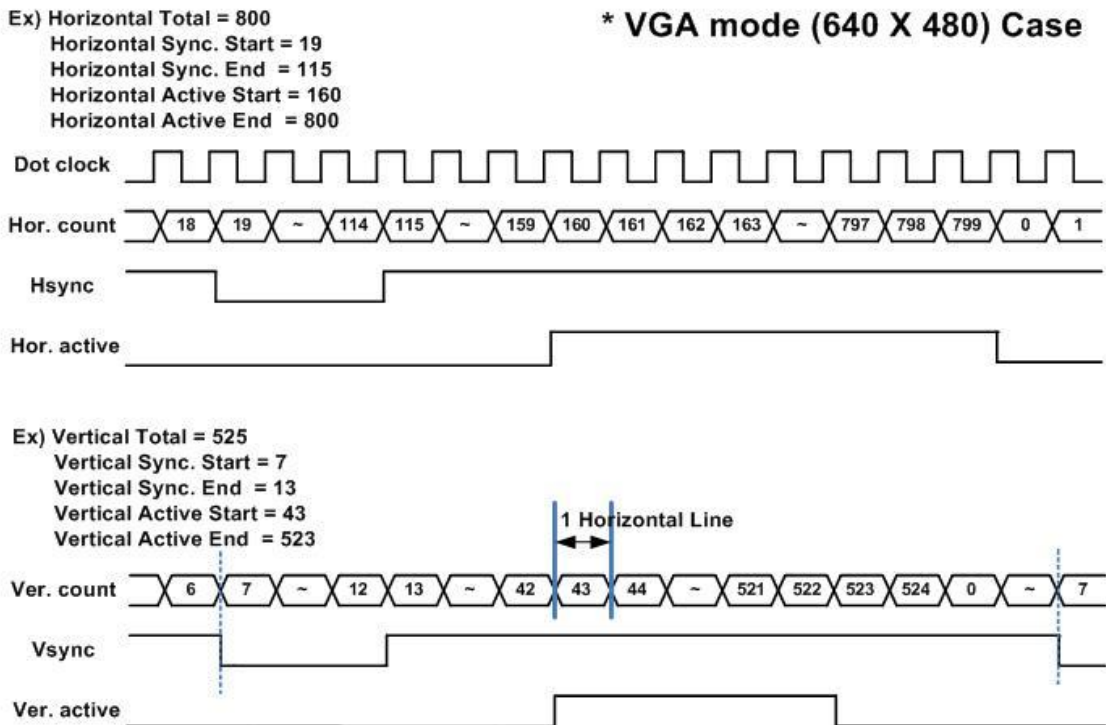 Ex) Horizontal Total = 800
* VGA mode (640 X 480) Case
Horizontal Sync. Start = 19
Horizontal Sync. End = 115
Horizontal Active Start = 160
Horizontal Active End = 800
Dot clock
Hor. count 18 19 ~ 114 115 ~ 159 160 161 162 163 ~ 797 798 799 0 1
Hsync
Hor. active
Ex) Vertical Total = 525
Vertical Sync. Start = 7
Vertical Sync. End = 13
Vertical Active Start = 43
Vertical Active End = 523
1 Horizontal Line
Ver. count 6 7 ~ 12 13 ~ 42 43 44 ~ 521 522 523 524 0 ~ 7
Vsync
Ver. active